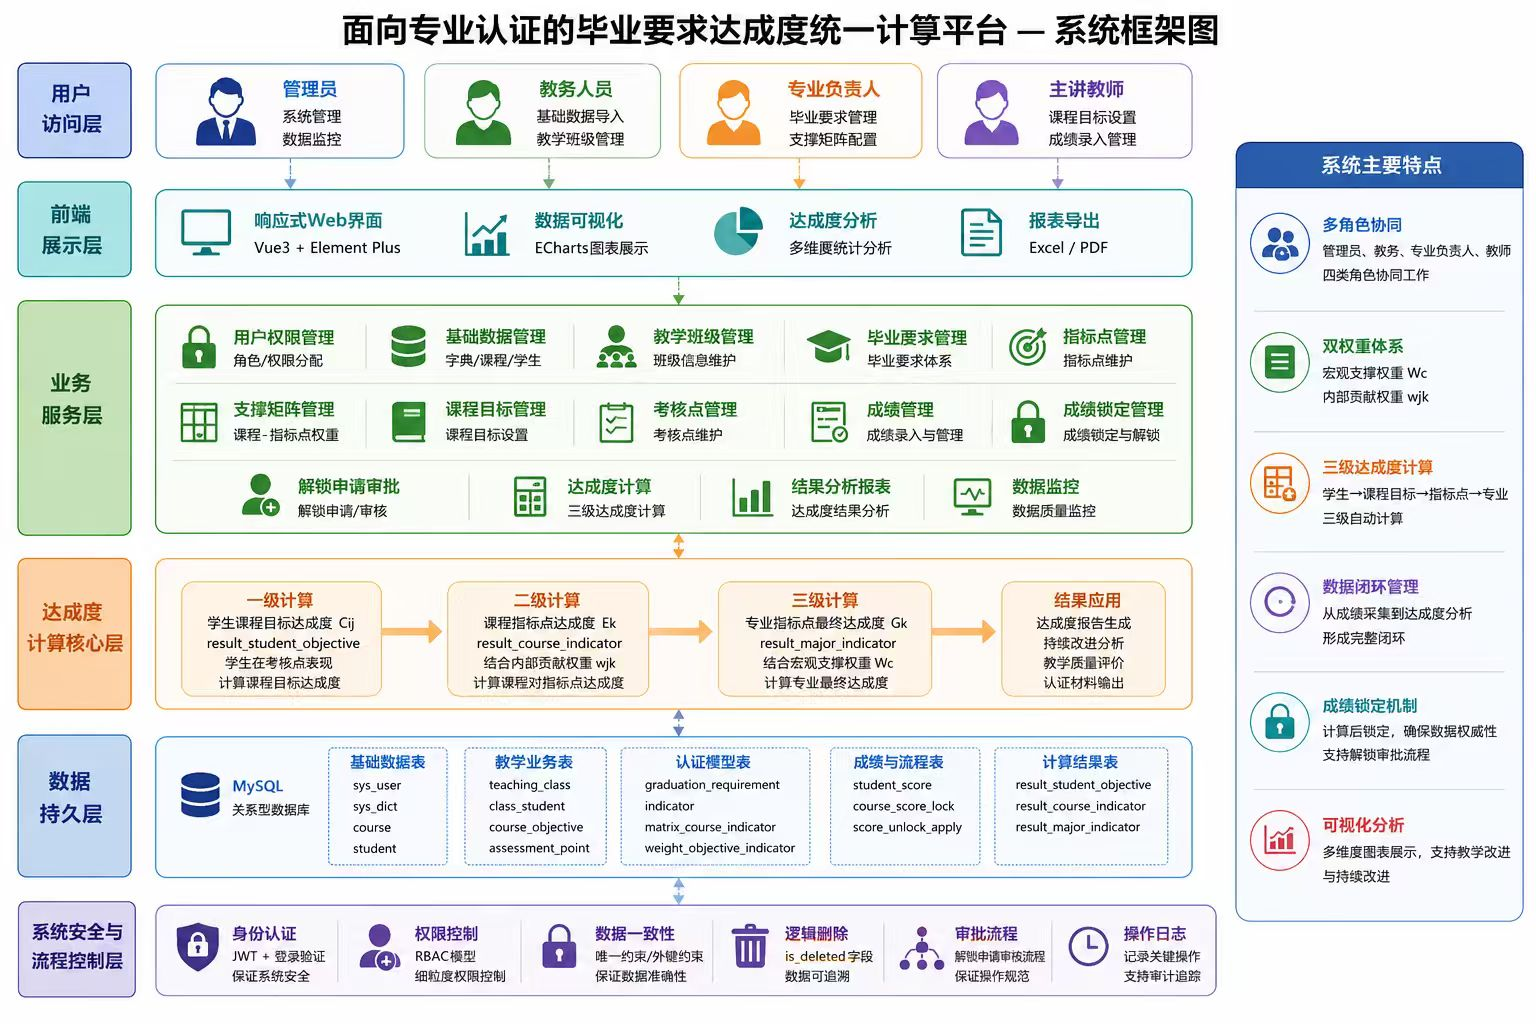 面向专业认证的毕业要求达成度统一计算平台 — 系统框架图
用户
访问层
管理员
系统管理
数据监控
教务人员
基础数据导入
教学班级管理
专业负责人
毕业要求管理
支撑矩阵配置
主讲教师
课程目标设置
成绩录入管理
前端
展示层
响应式Web界面
Vue3 + Element Plus
数据可视化
ECharts图表展示
达成度分析
多维度统计分析
报表导出
Excel / PDF
业务
服务层
用户权限管理
角色/权限分配
基础数据管理
字典/课程/学生
教学班级管理
班级信息维护
毕业要求管理
毕业要求体系
指标点管理
指标点维护
支撑矩阵管理
课程-指标点权重
课程目标管理
课程目标设置
考核点管理
考核点维护
成绩管理
成绩录入与管理
成绩锁定管理
成绩锁定与解锁
解锁申请审批
解锁申请/审核
达成度计算
三级达成度计算
结果分析报表
达成度结果分析
数据监控
数据质量监控
达成度
计算核心层
一级计算
学生课程目标达成度 Cij
result_student_objective
学生在考核点表现
计算课程目标达成度
二级计算
课程指标点达成度 Ek
result_course_indicator
结合内部贡献权重 wjk
计算课程对指标点达成度
三级计算
专业指标点最终达成度 Gk
result_major_indicator
结合宏观支撑权重 Wc
计算专业最终达成度
结果应用
达成度报告生成
持续改进分析
教学质量评价
认证材料输出
数据
持久层
MySQL
关系型数据库
基础数据表
sys_user
sys_dict
course
student
教学业务表
teaching_class
class_student
course_objective
assessment_point
认证模型表
graduation_requirement
indicator
matrix_course_indicator
weight_objective_indicator
成绩与流程表
student_score
course_score_lock
score_unlock_apply
计算结果表
result_student_objective
result_course_indicator
result_major_indicator
系统安全与
流程控制层
身份认证
JWT + 登录验证
保证系统安全
权限控制
RBAC模型
细粒度权限控制
数据一致性
唯一约束/外键约束
保证数据准确性
逻辑删除
is_deleted 字段
数据可追溯
审批流程
解锁申请审核流程
保证操作规范
操作日志
记录关键操作
支持审计追踪
系统主要特点
多角色协同
管理员、教务、专业负责人、教师
四类角色协同工作
双权重体系
宏观支撑权重 Wc
内部贡献权重 wjk
三级达成度计算
学生→课程目标→指标点→专业
三级自动计算
数据闭环管理
从成绩采集到达成度分析
形成完整闭环
成绩锁定机制
计算后锁定，确保数据权威性
支持解锁审批流程
可视化分析
多维度图表展示，支持教学改进
与持续改进